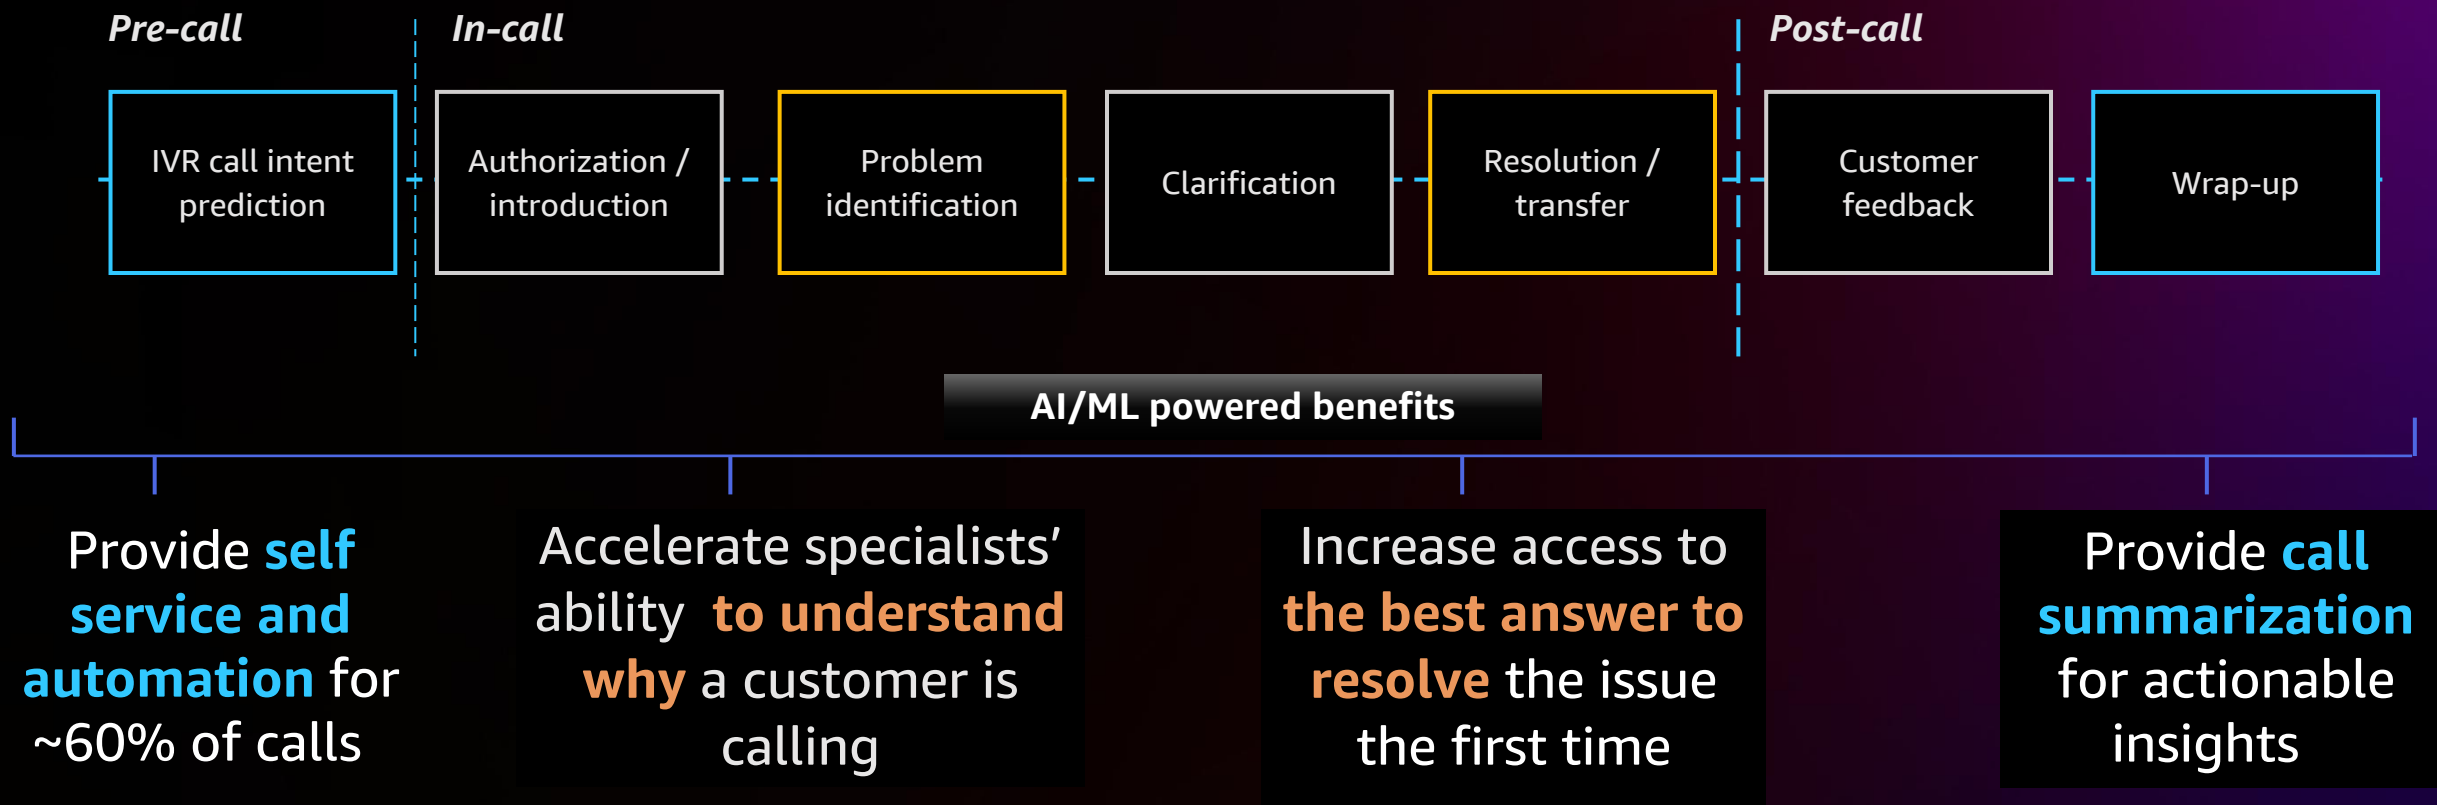 Pre-call
In-call
Post-call
IVR call intent
prediction
Authorization /
introduction
Problem
identification
Clarification
Resolution /
transfer
Customer
feedback
Wrap-up
AI/ML powered benefits
Provide self
service and
automation for
~60% of calls
Accelerate specialists’
ability to understand
why a customer is
calling
Increase access to
the best answer to
resolve the issue
the first time
Provide call
summarization
for actionable
insights